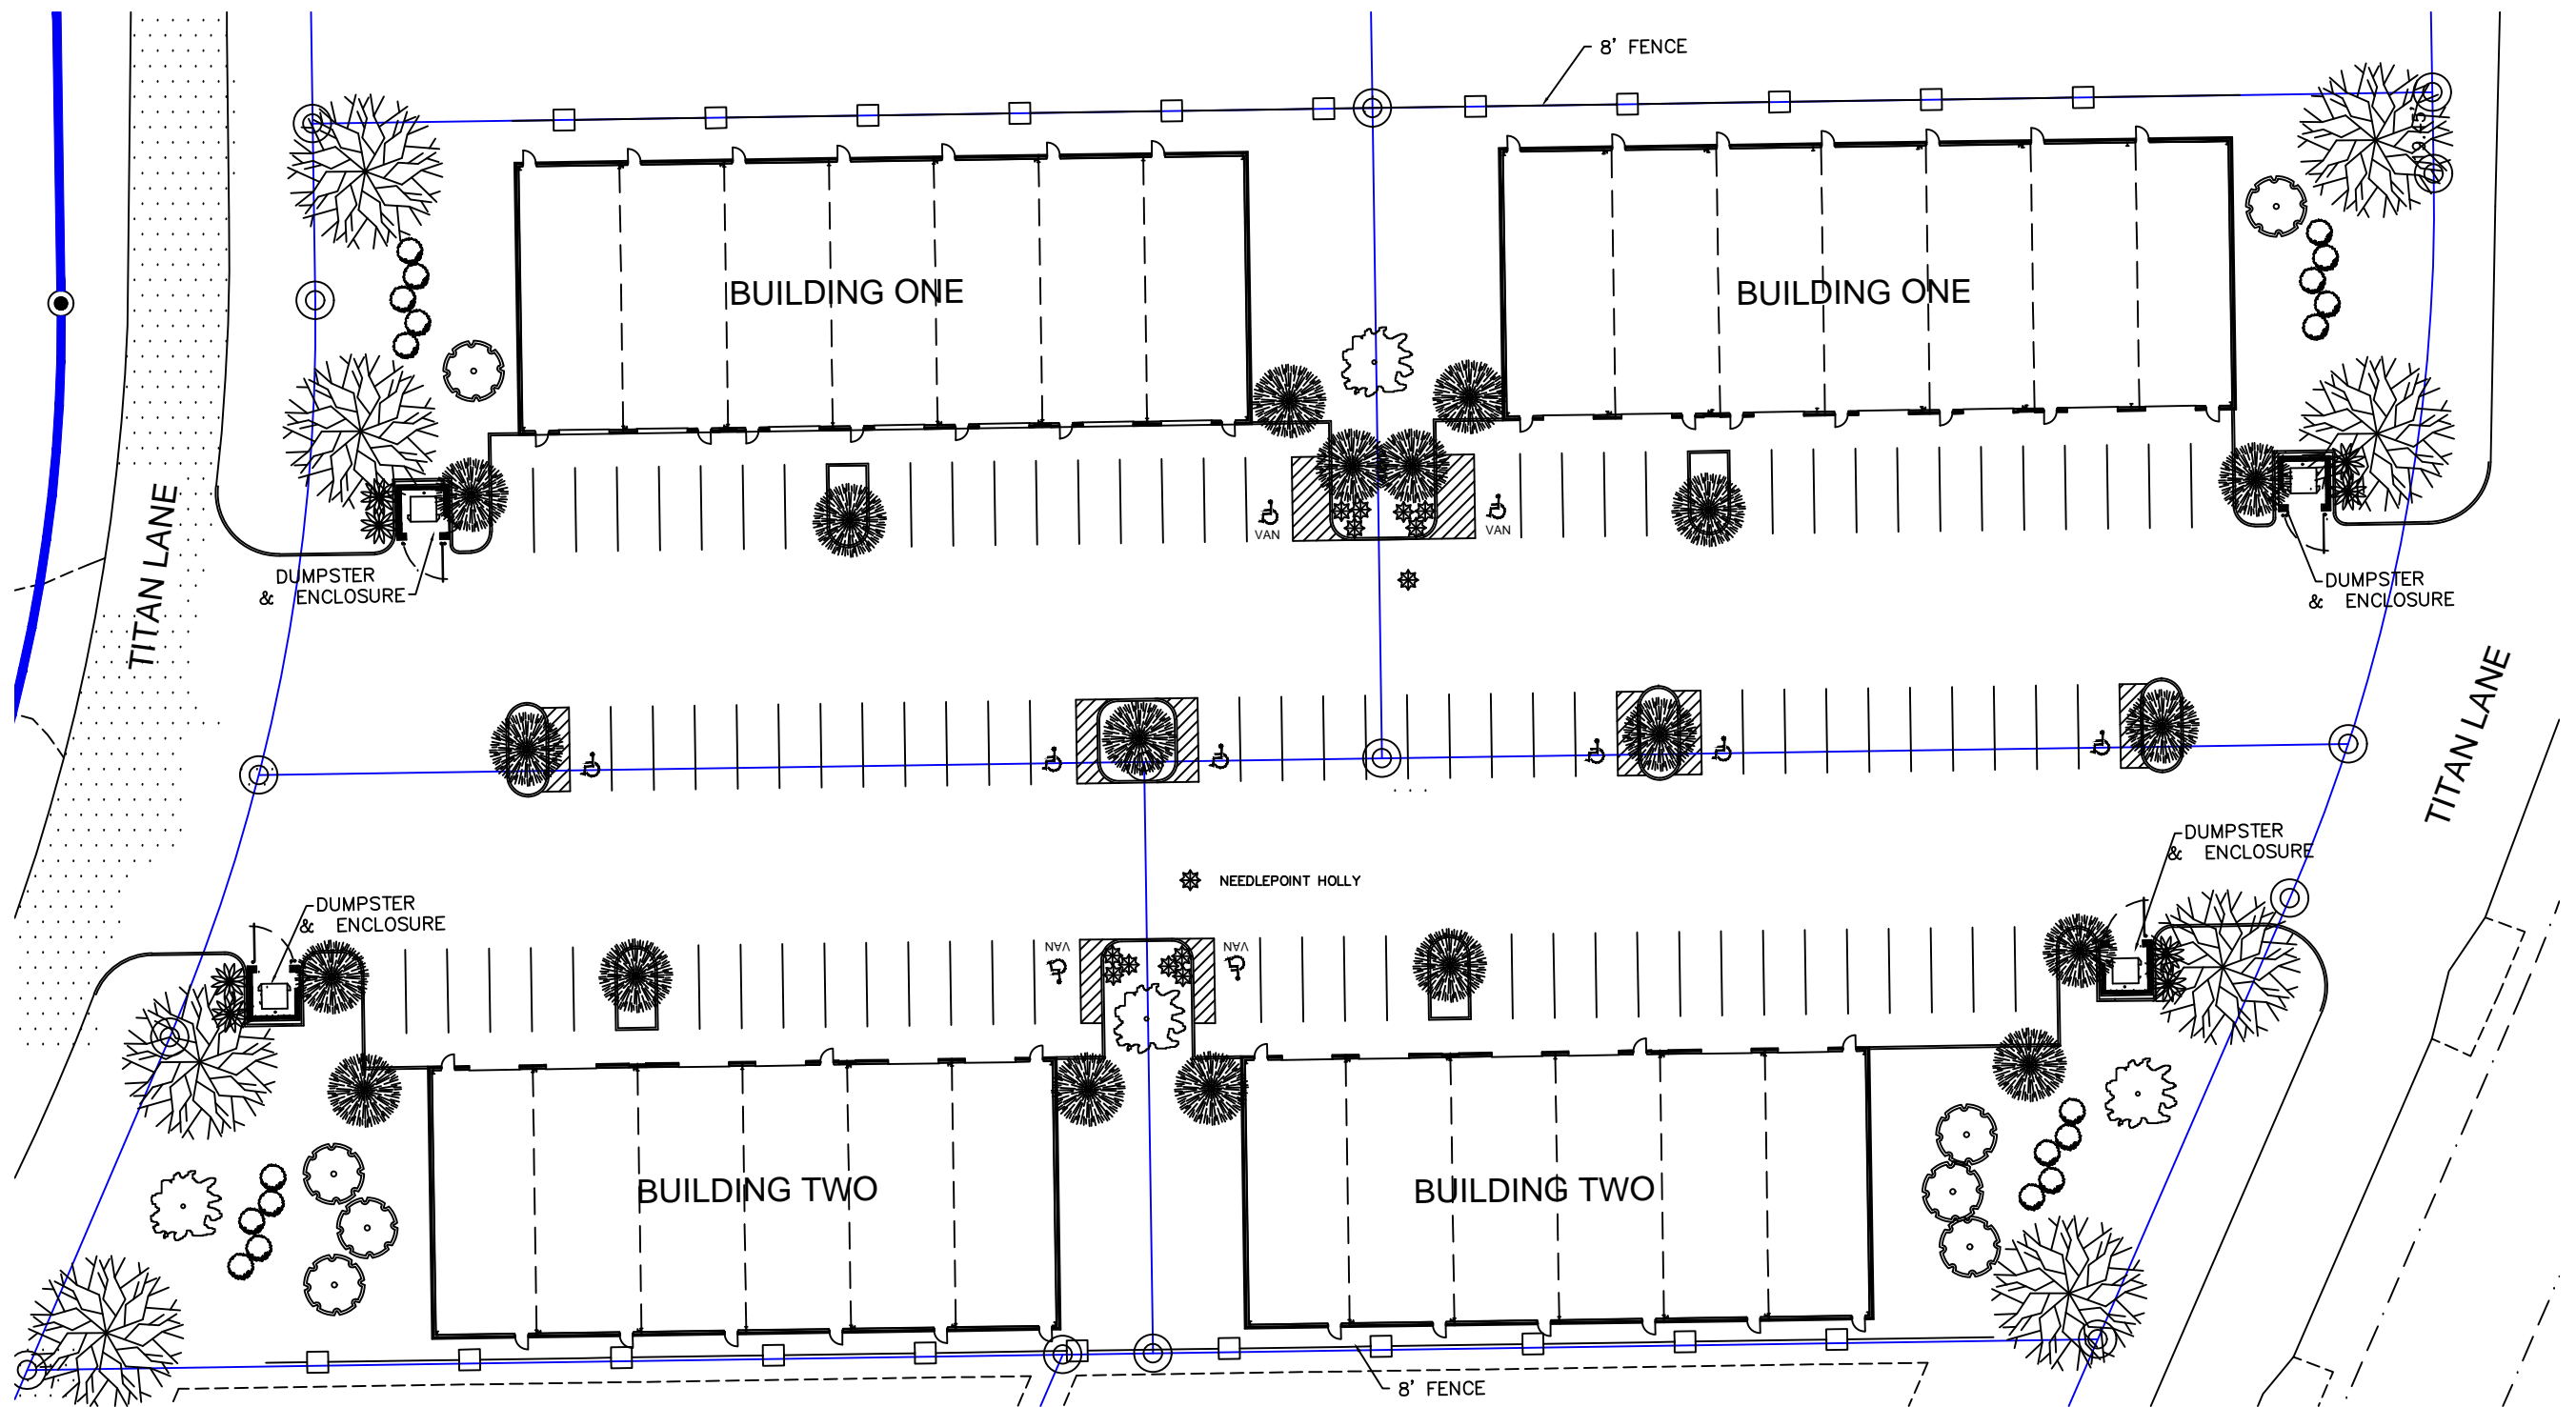 8' FENCE
BUILDING ONE
BUILDING ONE
TITAN LANE
VAN
VAN
DUMPSTER
& ENCLOSURE
DUMPSTER
& ENCLOSURE
TITAN LANE
DUMPSTER
& ENCLOSURE
NEEDLEPOINT HOLLY
DUMPSTER
& ENCLOSURE
VAN
VAN
BUILDING TWO
BUILDING TWO
8' FENCE